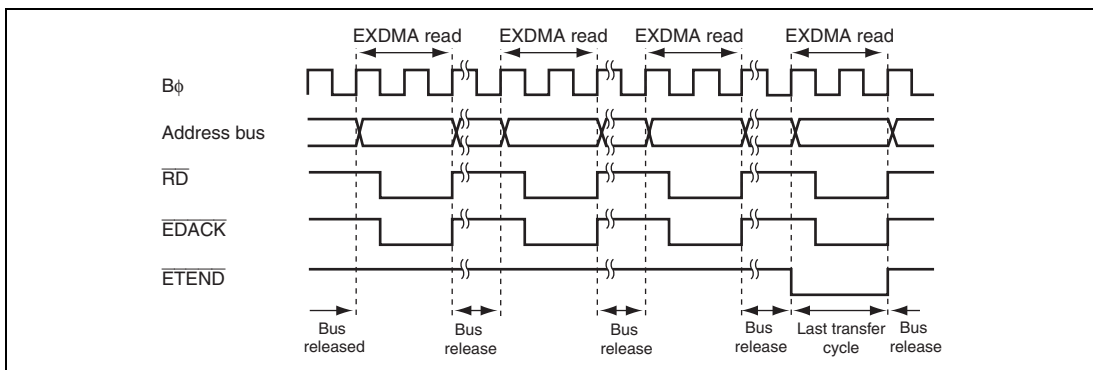 EXDMA read EXDMA read EXDMA read EXDMA read
Bϕ
Address bus
RD
EDACK
ETEND
Bus released
Bus release
Bus release
Bus release
Last transfer cycle
Bus release